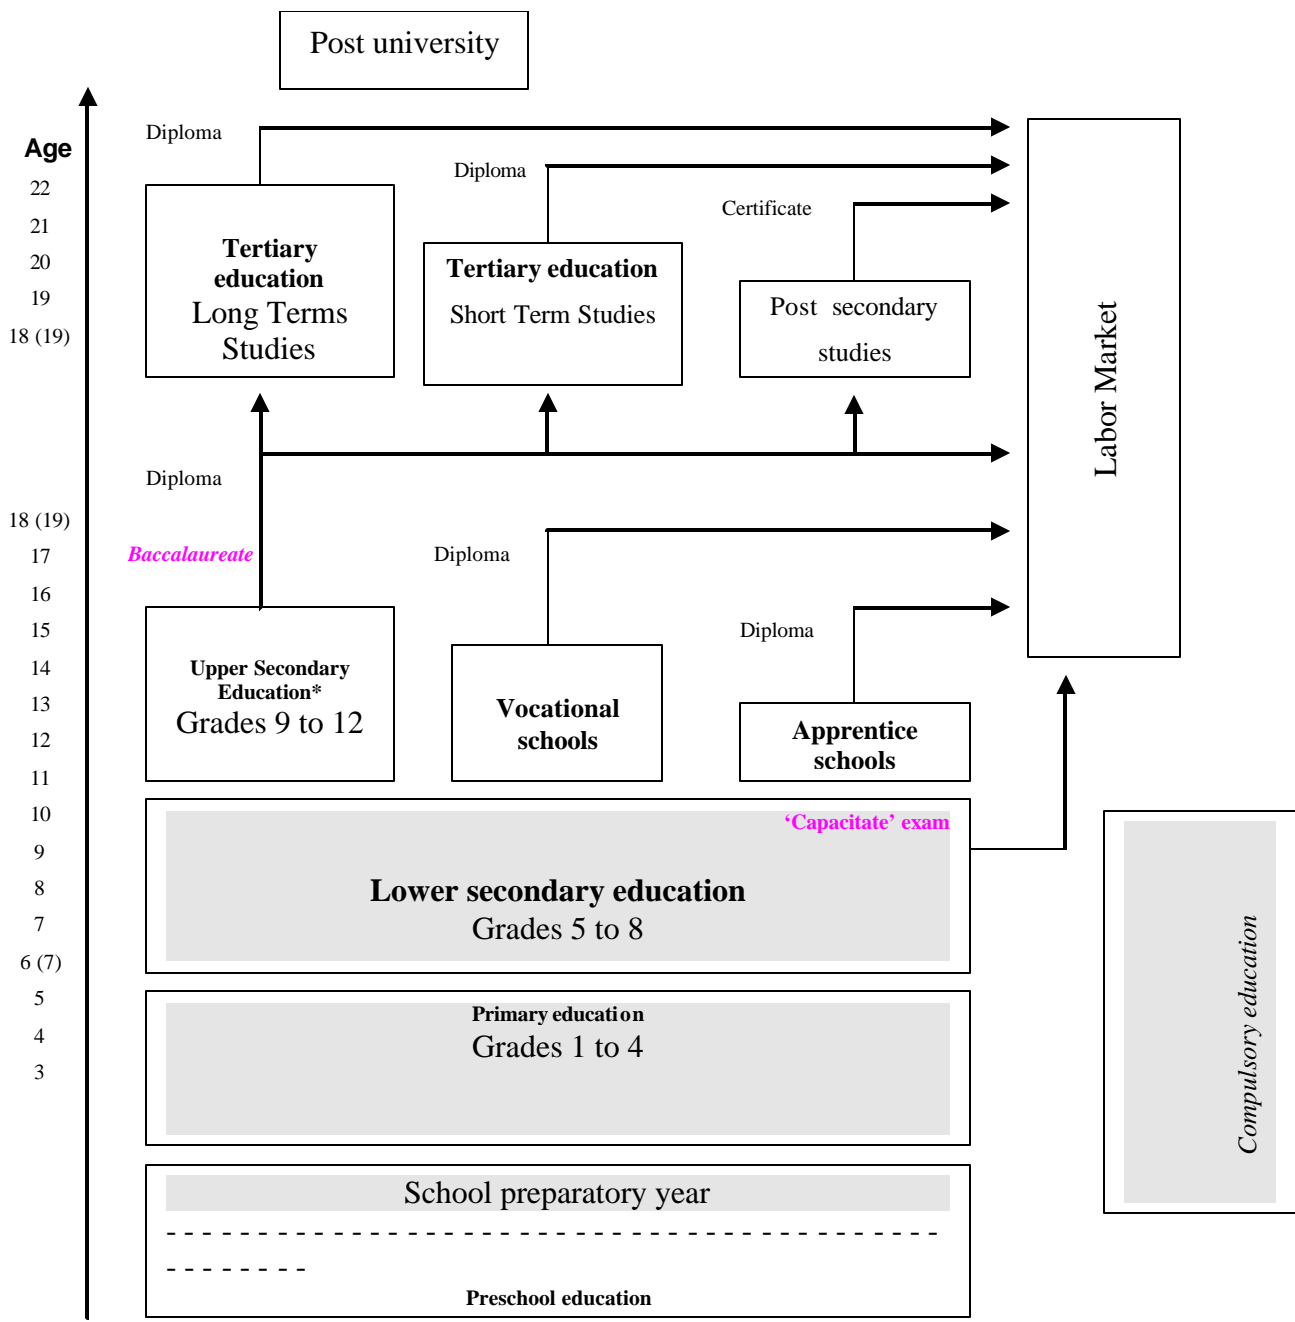 Post university
Age
22
21
20
19
18 (19)
18 (19)
17
16
15
14
13
12
11
10
9
8
7
6 (7)
5
4
3
Diploma
Diploma
Certificate
Tertiary
education
Long Terms
Studies
Tertiary education
Short Term Studies
Post secondary
studies
Labor Market
Diploma
Baccalaureate
Diploma
Diploma
Upper Secondary
Education*
Grades 9 to 12
Vocational
schools
Apprentice
schools
‘Capacitate’ exam
Lower secondary education
Grades 5 to 8
Primary education
Grades 1 to 4
School preparatory year
- - - - - - - - - - - - - - - - - - - - - - - - - - - - - - - - - - - - - - - - - -
- - - - - - - -
Preschool education
Compulsory education